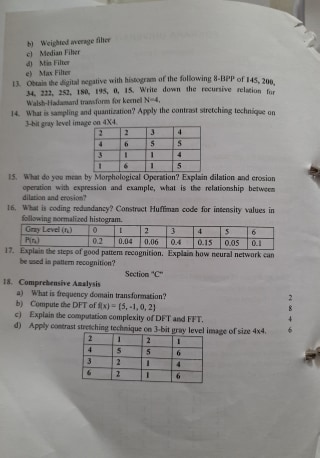 b) Weighted average filter
c) Median Filter
d) Min Filter
e) Max Filter
13. Obtain the digital negative with histogram of the following 8-BPP of 145, 200,
34, 222, 252, 180, 195, 0, 15. Write down the recursive relation for
Walsh-Hadamard transform for kernel N=4.
14. What is sampling and quantization? Apply the contrast stretching technique on
3-bit gray level image on 4X4.
2 2 3 4
4 6 5 5
3 1 1 4
1 6 1 5
15. What do you mean by Morphological Operation? Explain dilation and erosion
operation with expression and example, what is the relationship between
dilation and erosion?
16. What is coding redundancy? Construct Huffman code for intensity values in
following normalized histogram.
Gray Level (rk) 0 1 2 3 4 5 6
P(rk) 0.2 0.04 0.06 0.4 0.15 0.05 0.1
17. Explain the steps of good pattern recognition. Explain how neural network can
be used in pattern recognition?
Section "C"
18. Comprehensive Analysis
a) What is frequency domain transformation? 2
b) Compute the DFT of f(x) = {5, -1, 0, 2} 8
c) Explain the computation complexity of DFT and FFT. 4
d) Apply contrast stretching technique on 3-bit gray level image of size 4x4. 6
2 1 2 1
4 5 5 6
3 2 1 4
6 2 1 6